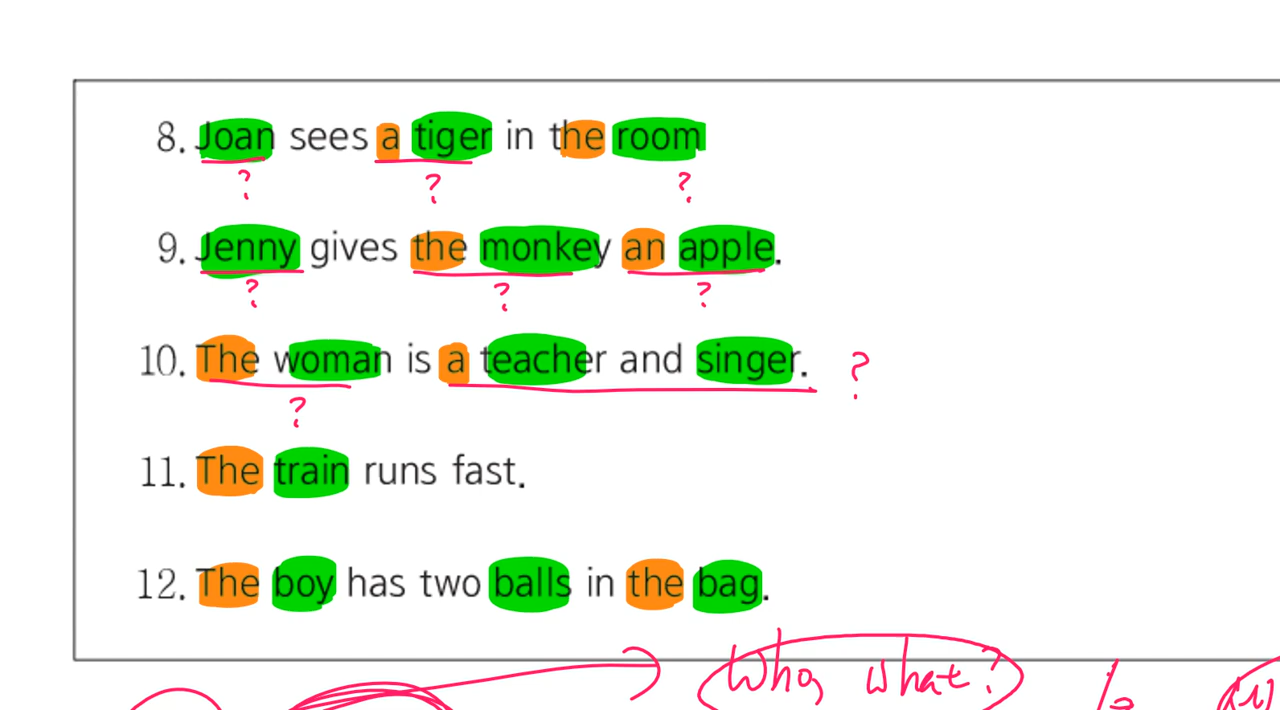 8. Joan sees a tiger in the room
? ? ?
9. Jenny gives the monkey an apple.
? ? ?
10. The woman is a teacher and singer. ?
?
11. The train runs fast.
12. The boy has two balls in the bag.
Who, what?